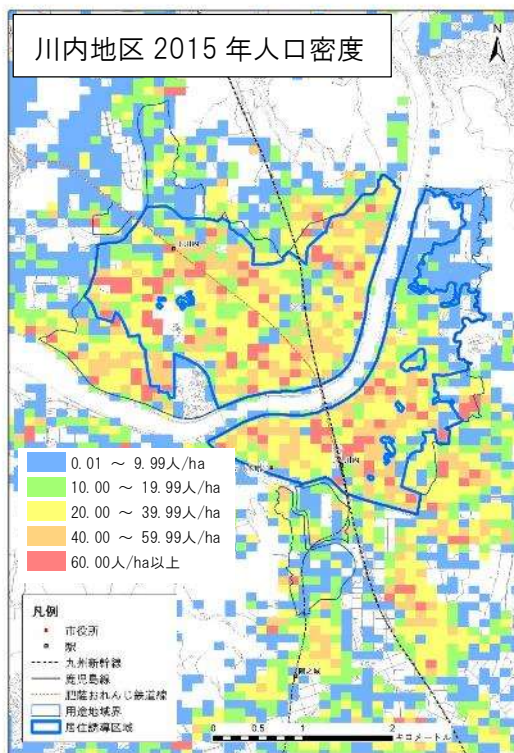 川内地区 2015 年人口密度
N
0.01 ～ 9.99人/ha
10.00 ～ 19.99人/ha
20.00 ～ 39.99人/ha
40.00 ～ 59.99人/ha
60.00人/ha以上
凡例
市役所
駅
九州新幹線
鹿児島線
肥薩おれんじ鉄道線
用途地域界
居住誘導区域
0 0.5 1 2
キロメートル